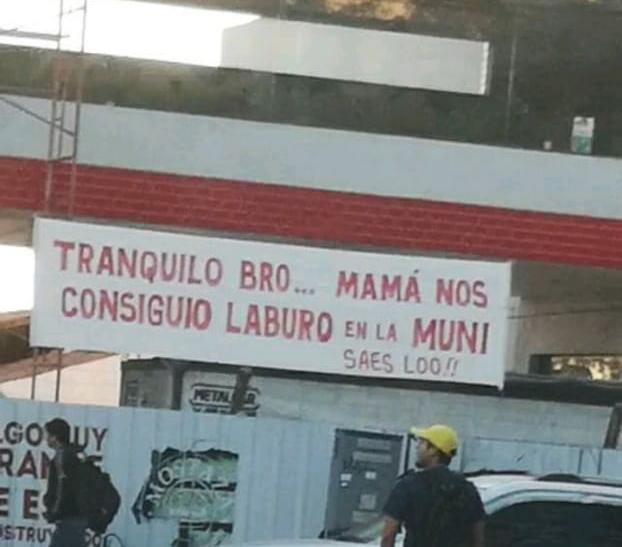 TRANQUILO BRO... MAMÁ NOS
CONSIGUIO LABURO EN LA MUNI
SAES LOO!!